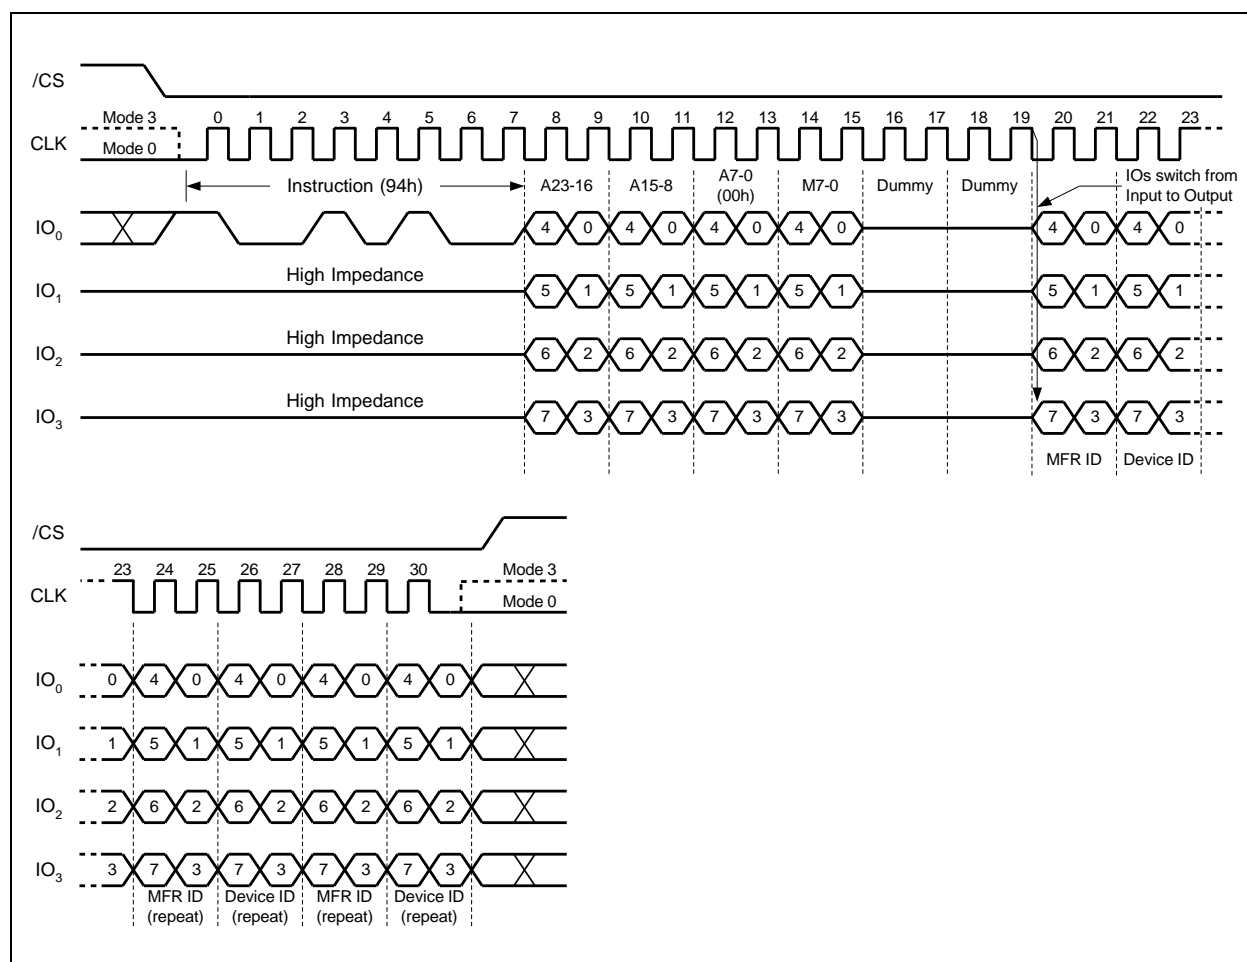 /CS
Mode 3 0 1 2 3 4 5 6 7 8 9 10 11 12 13 14 15 16 17 18 19 20 21 22 23
CLK
Mode 0
Instruction (94h) A23-16 A15-8 A7-0 (00h) M7-0 Dummy Dummy IOs switch from Input to Output
IO0 4 0 4 0 4 0 4 0 4 0 4 0
High Impedance
IO1 5 1 5 1 5 1 5 1 5 1 5 1
High Impedance
IO2 6 2 6 2 6 2 6 2 6 2 6 2
High Impedance
IO3 7 3 7 3 7 3 7 3 7 3 7 3
MFR ID Device ID
/CS
23 24 25 26 27 28 29 30 Mode 3
CLK
Mode 0
IO0 0 4 0 4 0 4 0 4 0
IO1 1 5 1 5 1 5 1 5 1
IO2 2 6 2 6 2 6 2 6 2
IO3 3 7 3 7 3 7 3 7 3
MFR ID Device ID MFR ID Device ID
(repeat) (repeat) (repeat) (repeat)